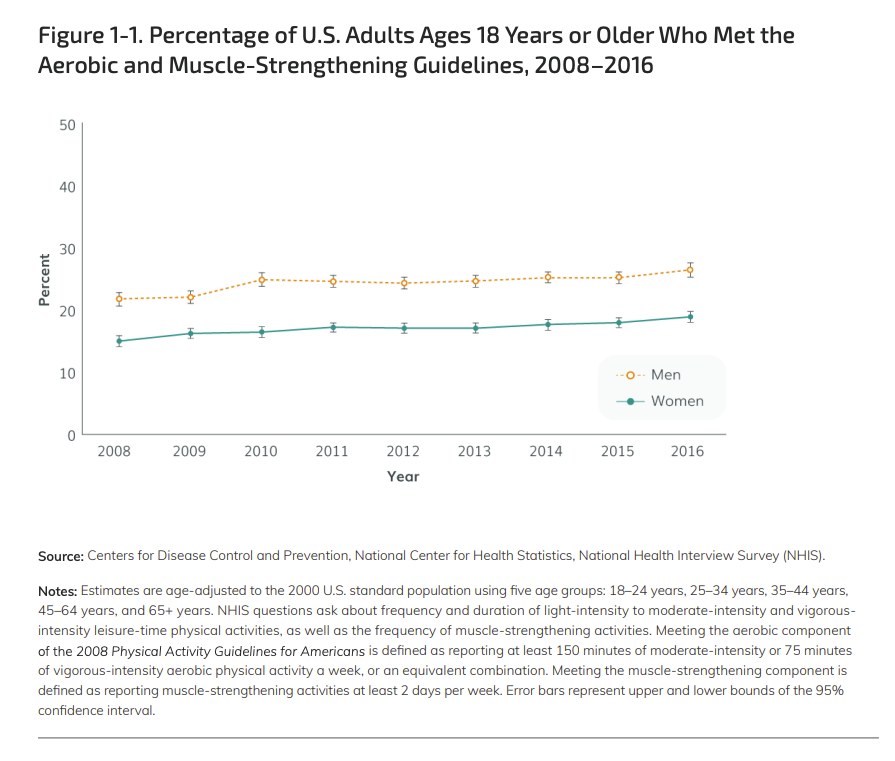 Figure 1-1. Percentage of U.S. Adults Ages 18 Years or Older Who Met the
Aerobic and Muscle-Strengthening Guidelines, 2008–2016
50
40
30
20
10
0
Percent
Men
Women
2008 2009 2010 2011 2012 2013 2014 2015 2016
Year
Source: Centers for Disease Control and Prevention, National Center for Health Statistics, National Health Interview Survey (NHIS).
Notes: Estimates are age-adjusted to the 2000 U.S. standard population using five age groups: 18–24 years, 25–34 years, 35–44 years,
45–64 years, and 65+ years. NHIS questions ask about frequency and duration of light-intensity to moderate-intensity and vigorous-
intensity leisure-time physical activities, as well as the frequency of muscle-strengthening activities. Meeting the aerobic component
of the 2008 Physical Activity Guidelines for Americans is defined as reporting at least 150 minutes of moderate-intensity or 75 minutes
of vigorous-intensity aerobic physical activity a week, or an equivalent combination. Meeting the muscle-strengthening component is
defined as reporting muscle-strengthening activities at least 2 days per week. Error bars represent upper and lower bounds of the 95%
confidence interval.